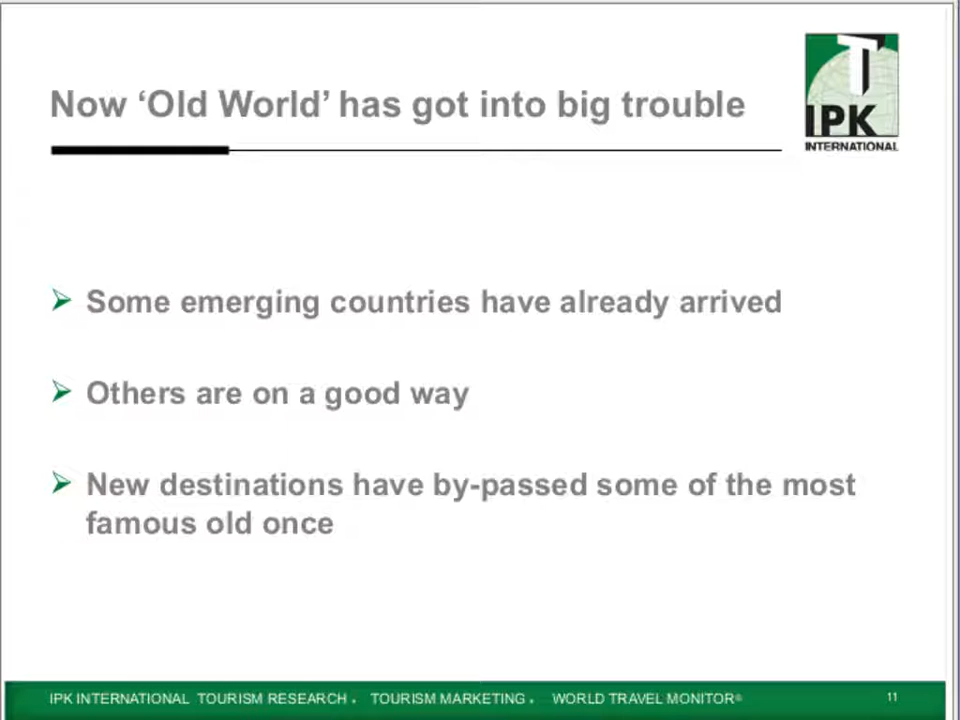 Now ‘Old World’ has got into big trouble
T
IPK
INTERNATIONAL
Some emerging countries have already arrived
Others are on a good way
New destinations have by-passed some of the most
famous old once
IPK INTERNATIONAL TOURISM RESEARCH . TOURISM MARKETING . WORLD TRAVEL MONITOR® 11